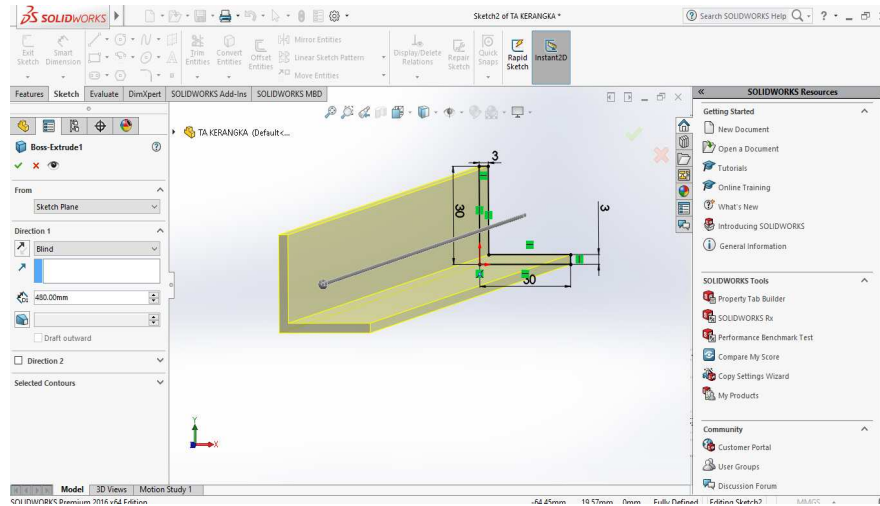 SOLIDWORKS
Sketch2 of TA KERANGKA *
Search SOLIDWORKS Help
Exit Sketch
Smart Dimension
Trim Entities
Convert Entities
Offset Entities
Mirror Entities
Linear Sketch Pattern
Move Entities
Display/Delete Relations
Repair Sketch
Quick Snaps
Rapid Sketch
Instant2D
Features Sketch Evaluate DimXpert SOLIDWORKS Add-Ins SOLIDWORKS MBD
TA KERANGKA (Default<...
Boss-Extrude1
From
Sketch Plane
Direction 1
Blind
480.00mm
Draft outward
Direction 2
Selected Contours
3
30
3
30
Y
X
SOLIDWORKS Resources
Getting Started
New Document
Open a Document
Tutorials
Online Training
What's New
Introducing SOLIDWORKS
General Information
SOLIDWORKS Tools
Property Tab Builder
SOLIDWORKS Rx
Performance Benchmark Test
Compare My Score
Copy Settings Wizard
My Products
Community
Customer Portal
User Groups
Discussion Forum
Model 3D Views Motion Study 1
SOLIDWORKS Premium 2016 x64 Edition
-64.45mm 19.57mm 0mm Fully Defined Editing Sketch2 MMGS